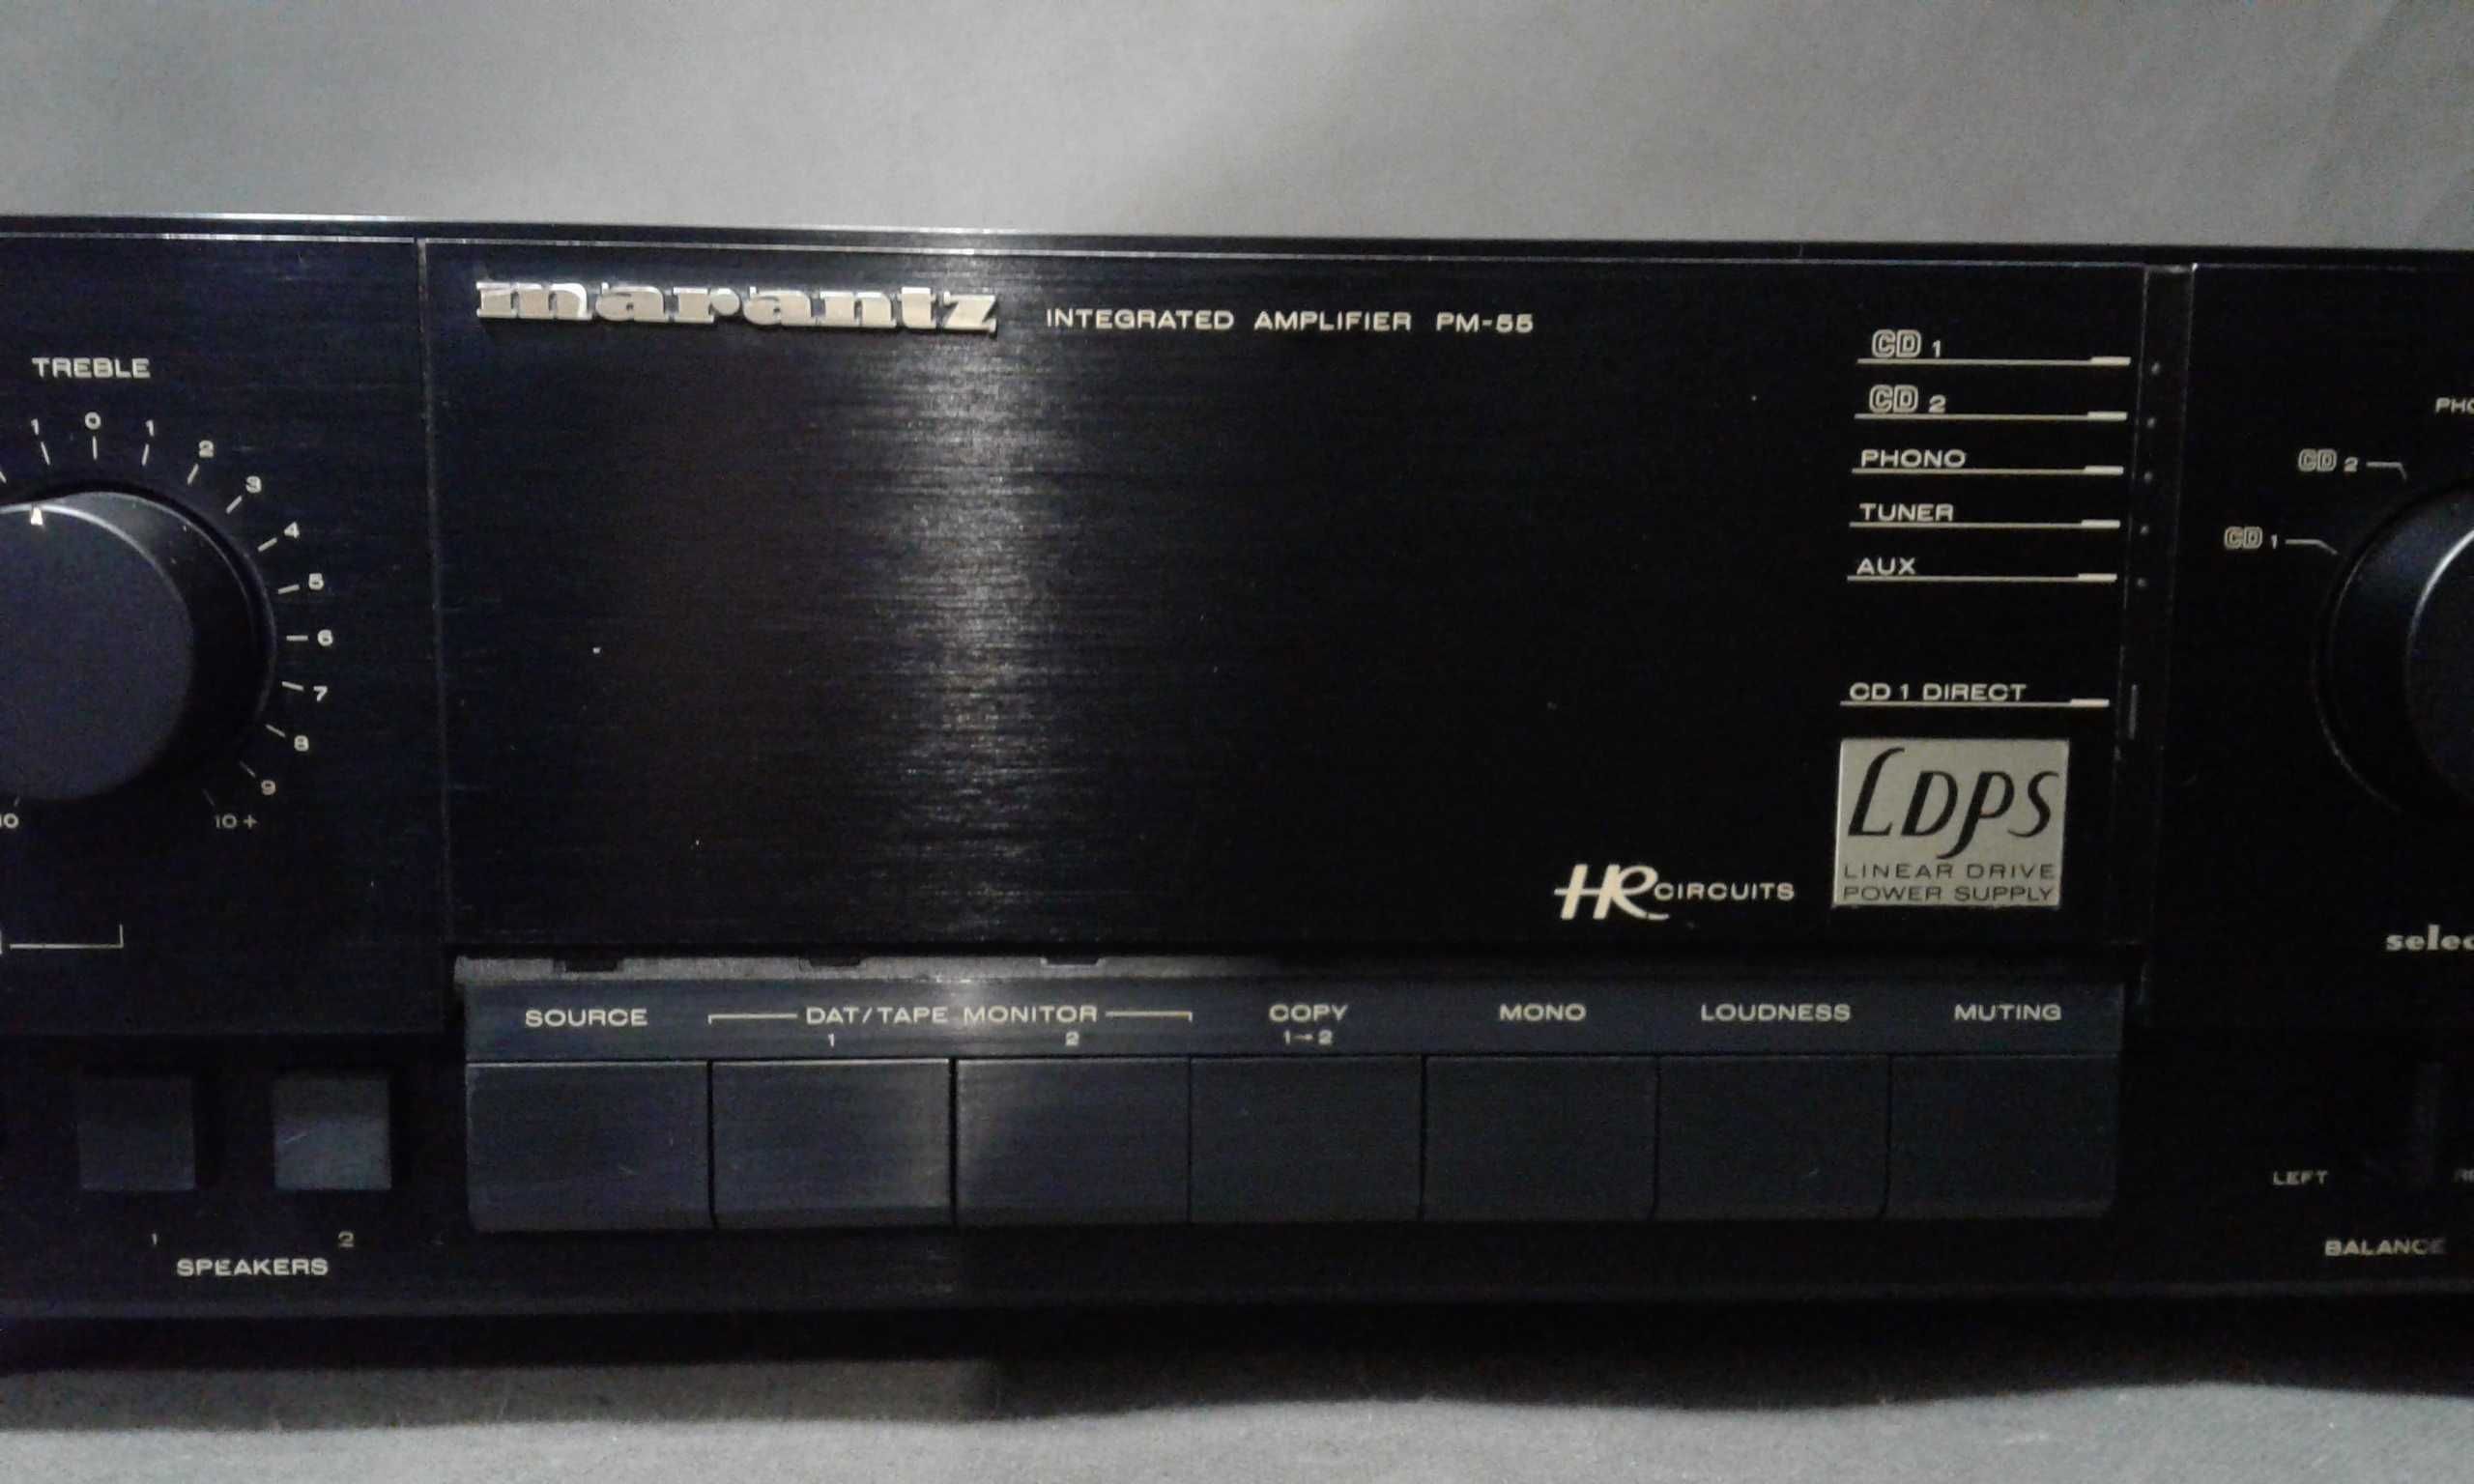 marantz INTEGRATED AMPLIFIER PM-55
TREBLE
1 0 1 2 3 4 5 6 7 8 9 10 +
CD 1
CD 2
PHONO
TUNER
AUX
CD 1 DIRECT
LDPS
LINEAR DRIVE
POWER SUPPLY
HR CIRCUITS
CD 2
CD 1
SOURCE DAT/TAPE MONITOR COPY MONO LOUDNESS MUTING
1 2 1→2
1 2
SPEAKERS
LEFT
BALANCE